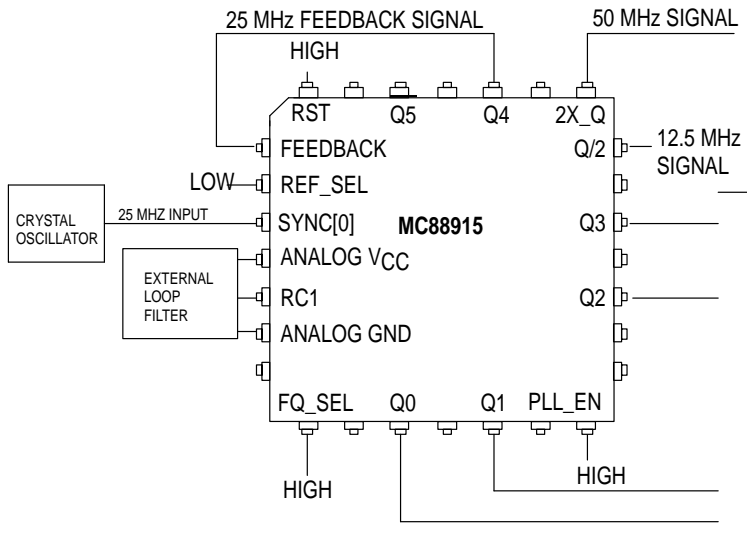 25 MHz FEEDBACK SIGNAL
50 MHz SIGNAL
HIGH
RST
Q5
Q4
2X_Q
FEEDBACK
Q/2
12.5 MHz
SIGNAL
LOW
REF_SEL
CRYSTAL
OSCILLATOR
25 MHZ INPUT
SYNC[0]
MC88915
Q3
ANALOG VCC
EXTERNAL
LOOP
FILTER
RC1
Q2
ANALOG GND
FQ_SEL
Q0
Q1
PLL_EN
HIGH
HIGH